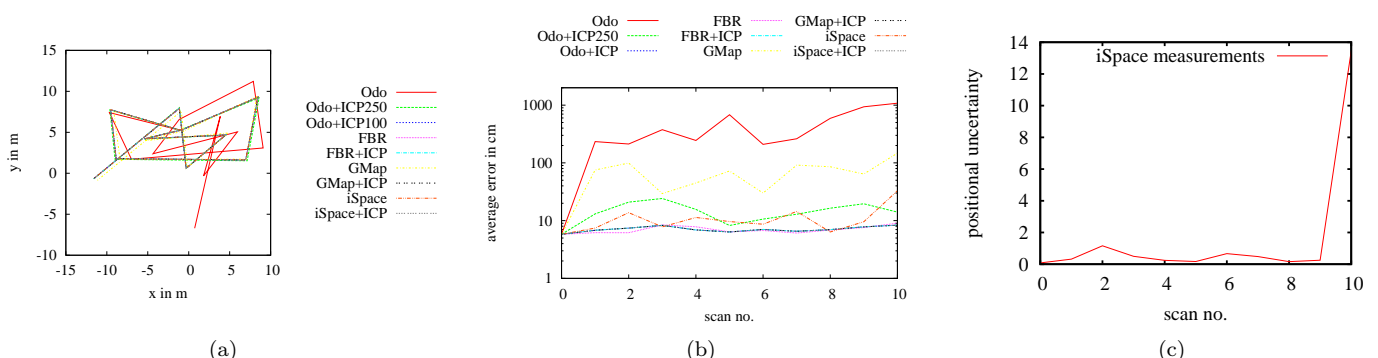 15
10
5
0
-5
-10
-15 -10 -5 0 5 10
y in m
x in m
Odo
Odo+ICP250
Odo+ICP100
FBR
FBR+ICP
GMap
GMap+ICP
iSpace
iSpace+ICP
(a)
Odo FBR GMap+ICP
Odo+ICP250 FBR+ICP iSpace
Odo+ICP GMap iSpace+ICP
1000
100
10
1
0 2 4 6 8 10
average error in cm
scan no.
(b)
14
12
10
8
6
4
2
0
0 2 4 6 8 10
positional uncertainty
iSpace measurements
scan no.
(c)